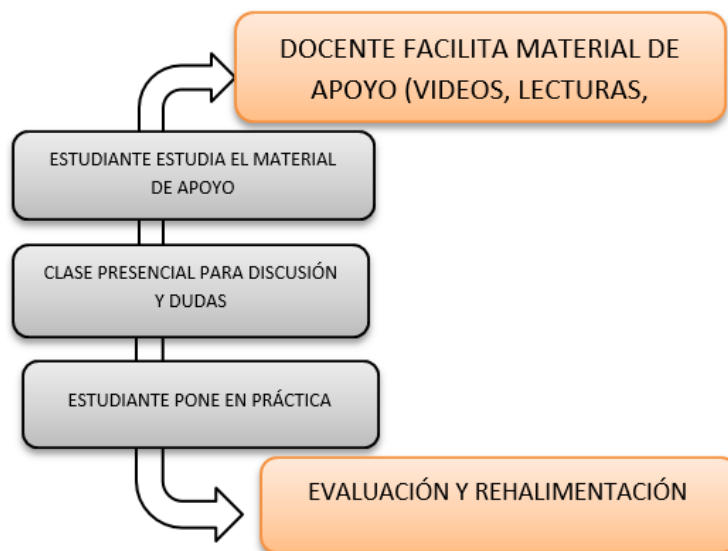 DOCENTE FACILITA MATERIAL DE
APOYO (VIDEOS, LECTURAS,
ESTUDIANTE ESTUDIA EL MATERIAL
DE APOYO
CLASE PRESENCIAL PARA DISCUSIÓN
Y DUDAS
ESTUDIANTE PONE EN PRÁCTICA
EVALUACIÓN Y REHALIMENTACIÓN